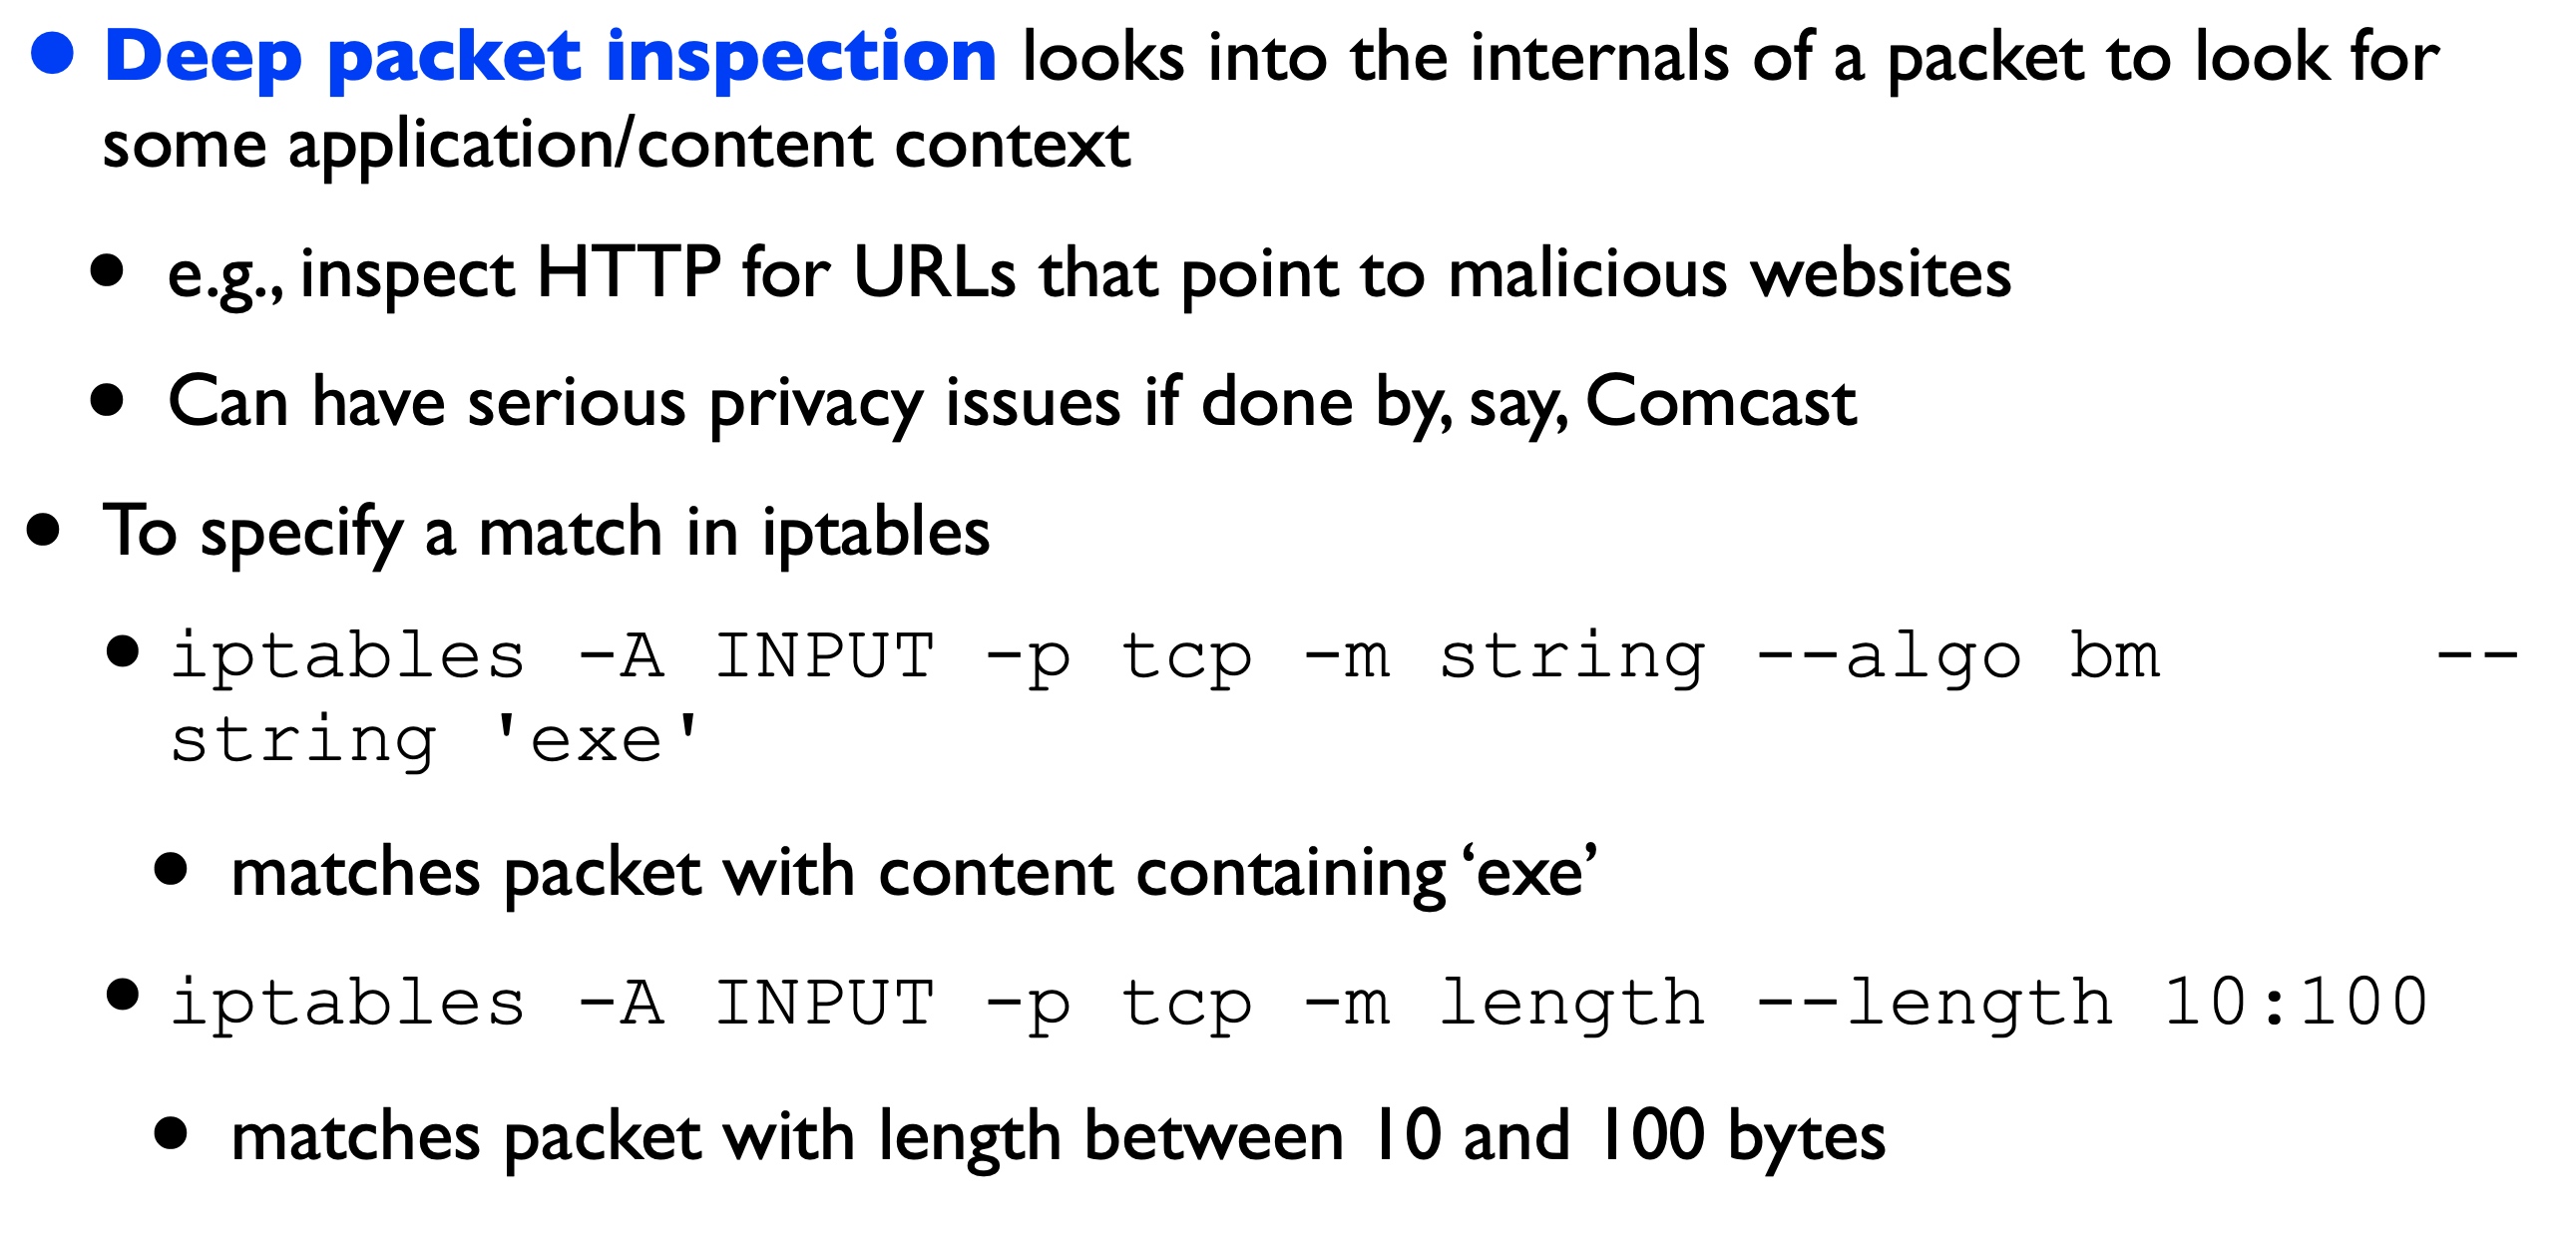 • Deep packet inspection looks into the internals of a packet to look for
some application/content context
• e.g., inspect HTTP for URLs that point to malicious websites
• Can have serious privacy issues if done by, say, Comcast
• To specify a match in iptables
• iptables -A INPUT -p tcp -m string --algo bm      --
string 'exe'
• matches packet with content containing ‘exe’
• iptables -A INPUT -p tcp -m length --length 10:100
• matches packet with length between 10 and 100 bytes